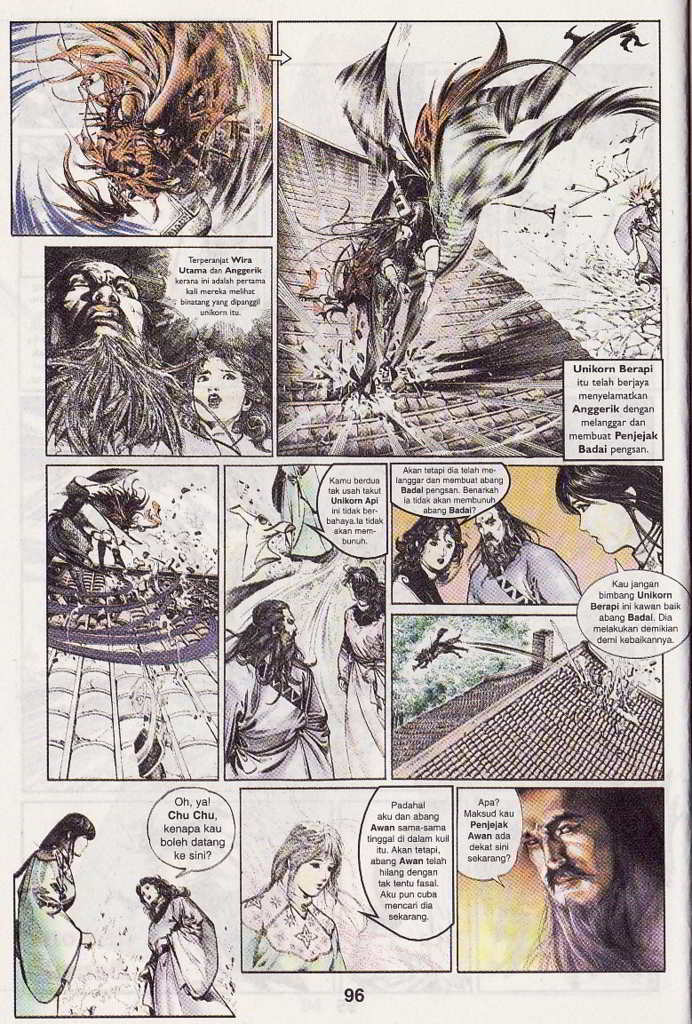 Terperanjat Wira
Utama dan Anggerik
kerana ini adalah pertama
kali mereka melihat
binatang yang dipanggil
unikorn itu.
Unikorn Berapi
itu telah berjaya
menyelamatkan
Anggerik dengan
melanggar dan
membuat Penjejak
Badai pengsan.
Kamu berdua
tak usah takut
Unikorn Api
ini tidak ber-
bahaya.Ia tidak
akan mem-
bunuh.
Akan tetapi dia telah me-
langgar dan membuat abang
Badai pengsan. Benarkah
ia tidak akan membunuh
abang Badai?
Kau jangan
bimbang Unikorn
Berapi ini kawan baik
abang Badai. Dia
melakukan demikian
demi kebaikannya.
Oh, ya!
Chu Chu,
kenapa kau
boleh datang
ke sini?
Padahal
aku dan abang
Awan sama-sama
tinggal di dalam kuil
itu. Akan tetapi,
abang Awan telah
hilang dengan
tak tentu fasal.
Aku pun cuba
mencari dia
sekarang.
Apa?
Maksud kau
Penjejak
Awan ada
dekat sini
sekarang?
96